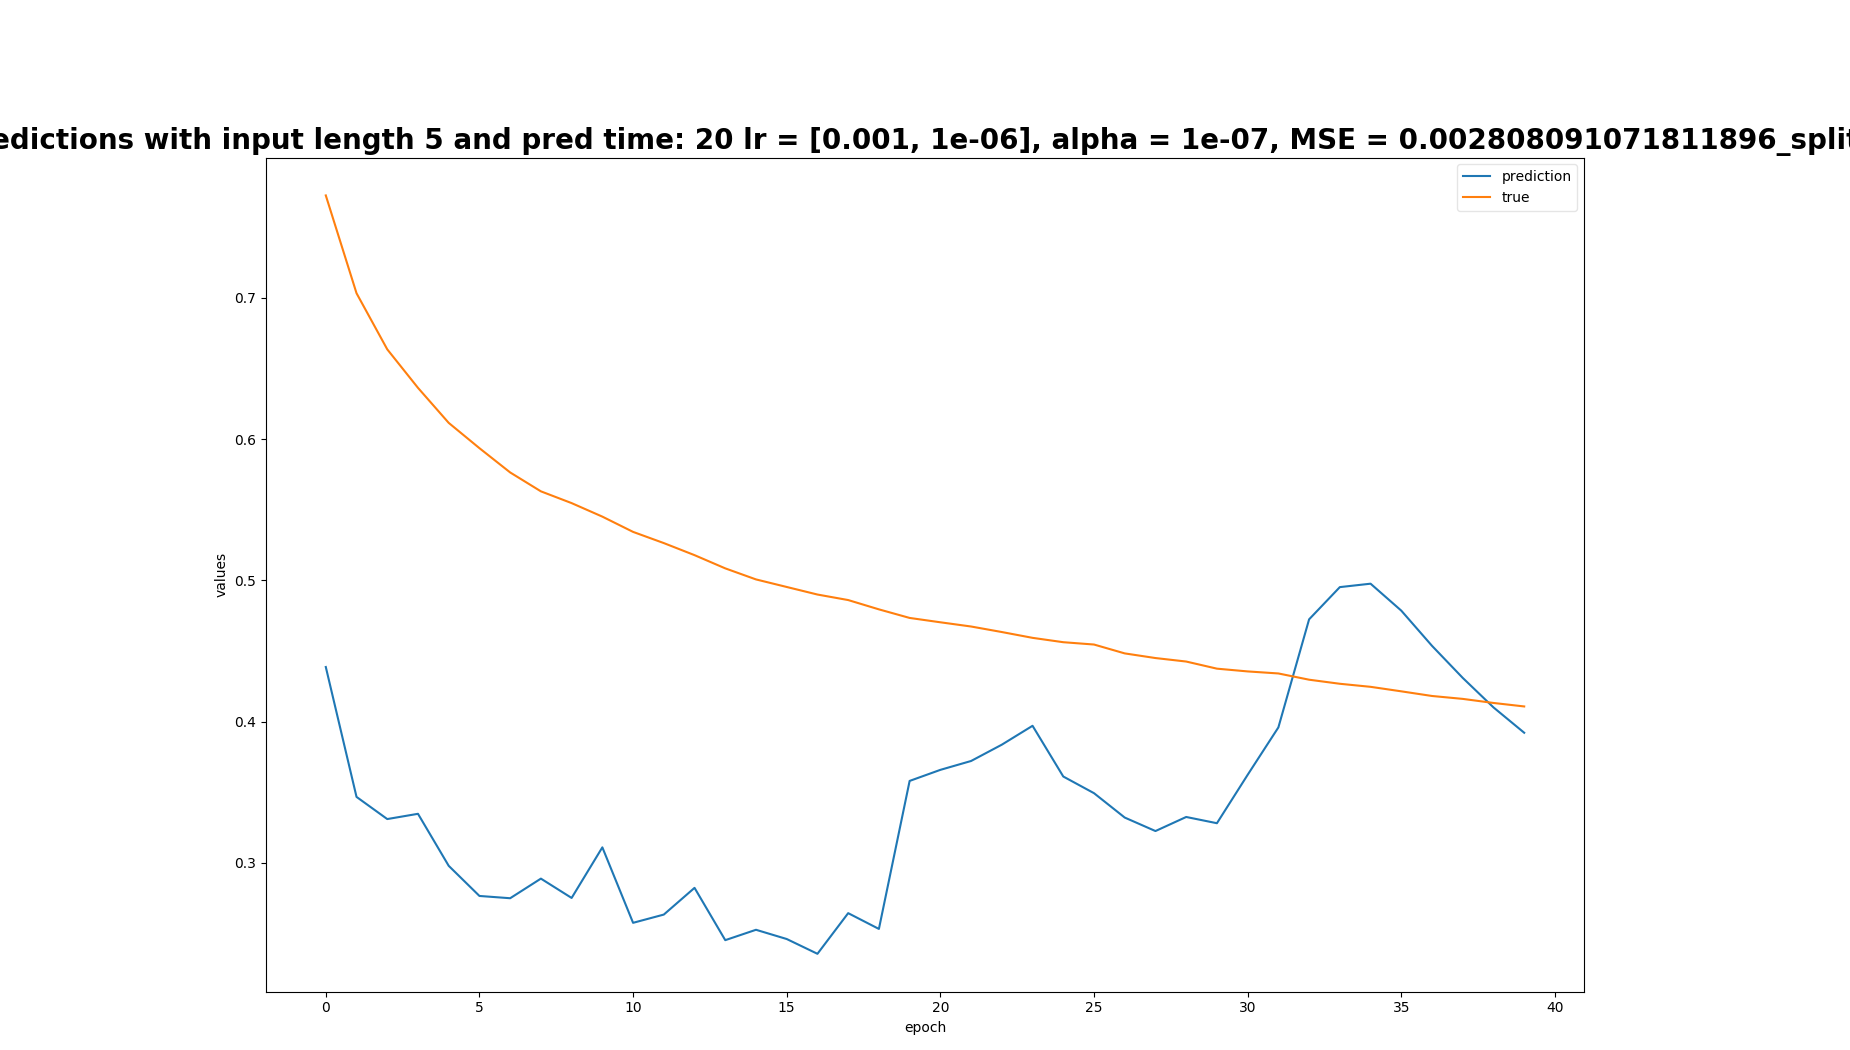 edictions with input length 5 and pred time: 20 lr = [0.001, 1e-06], alpha = 1e-07, MSE = 0.002808091071811896_split
prediction
true
0.7
0.6
0.5
0.4
0.3
values
0 5 10 15 20 25 30 35 40
epoch